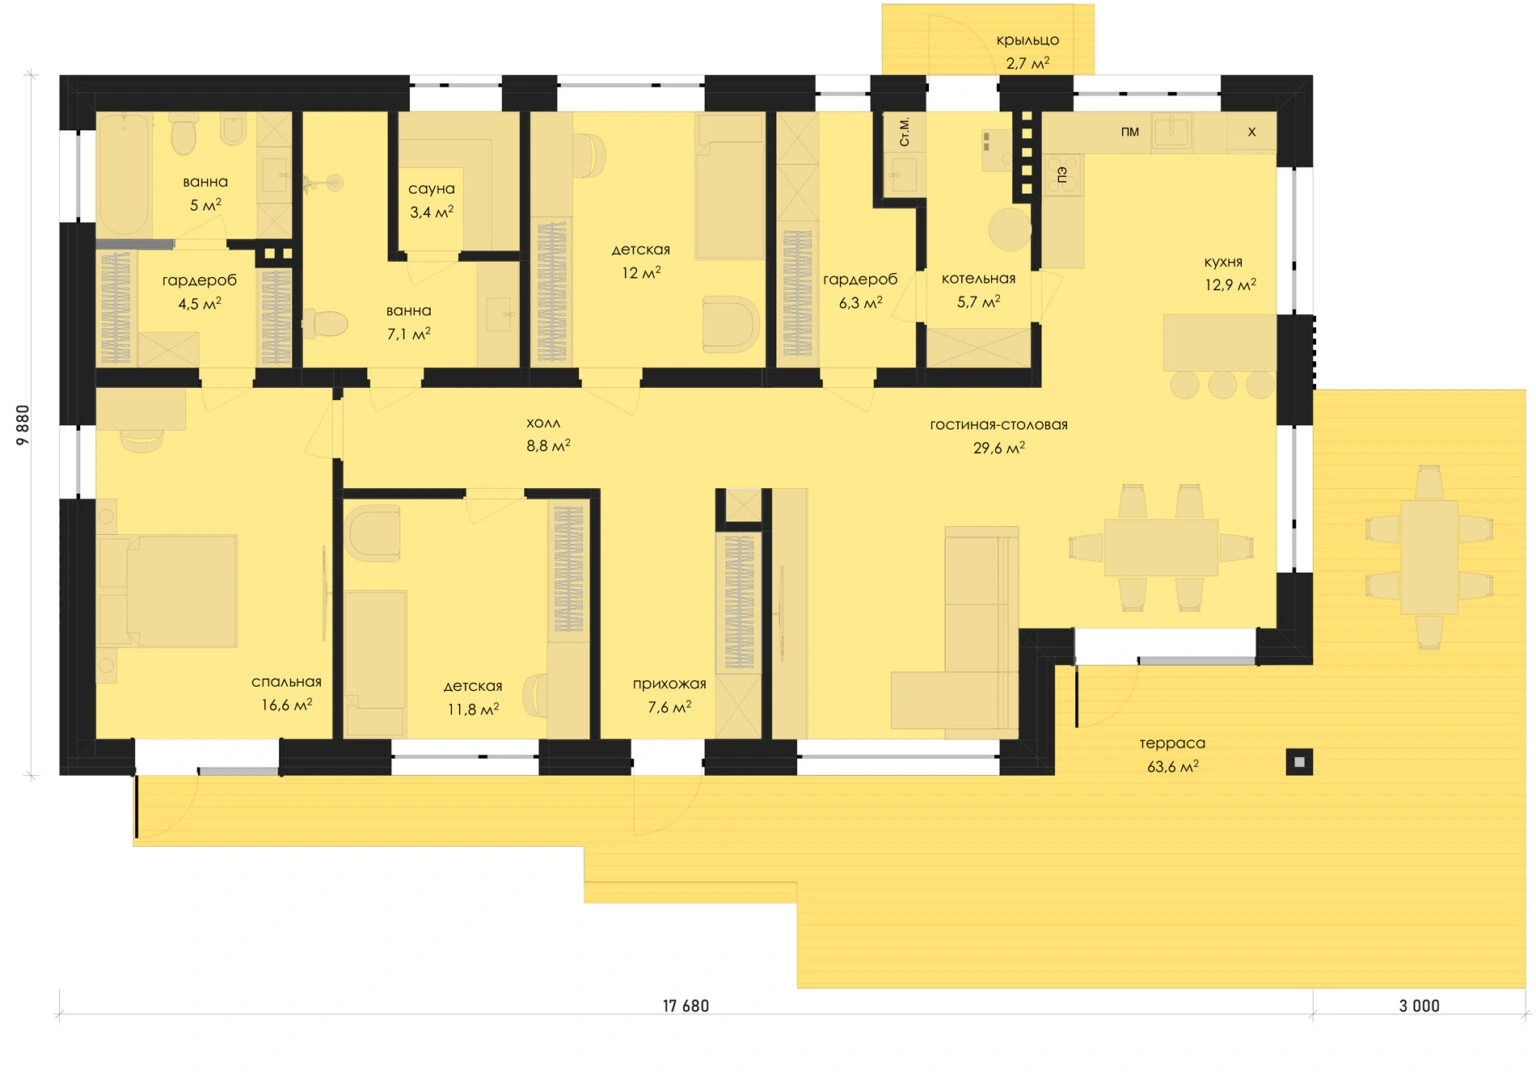 крыльцо
2,7 м²
Ст.М.
ПМ
Х
ПЭ
ванна
5 м²
сауна
3,4 м²
детская
12 м²
гардероб
4,5 м²
ванна
7,1 м²
гардероб
6,3 м²
котельная
5,7 м²
кухня
12,9 м²
9 880
холл
8,8 м²
гостиная-столовая
29,6 м²
спальная
16,6 м²
детская
11,8 м²
прихожая
7,6 м²
терраса
63,6 м²
17 680
3 000